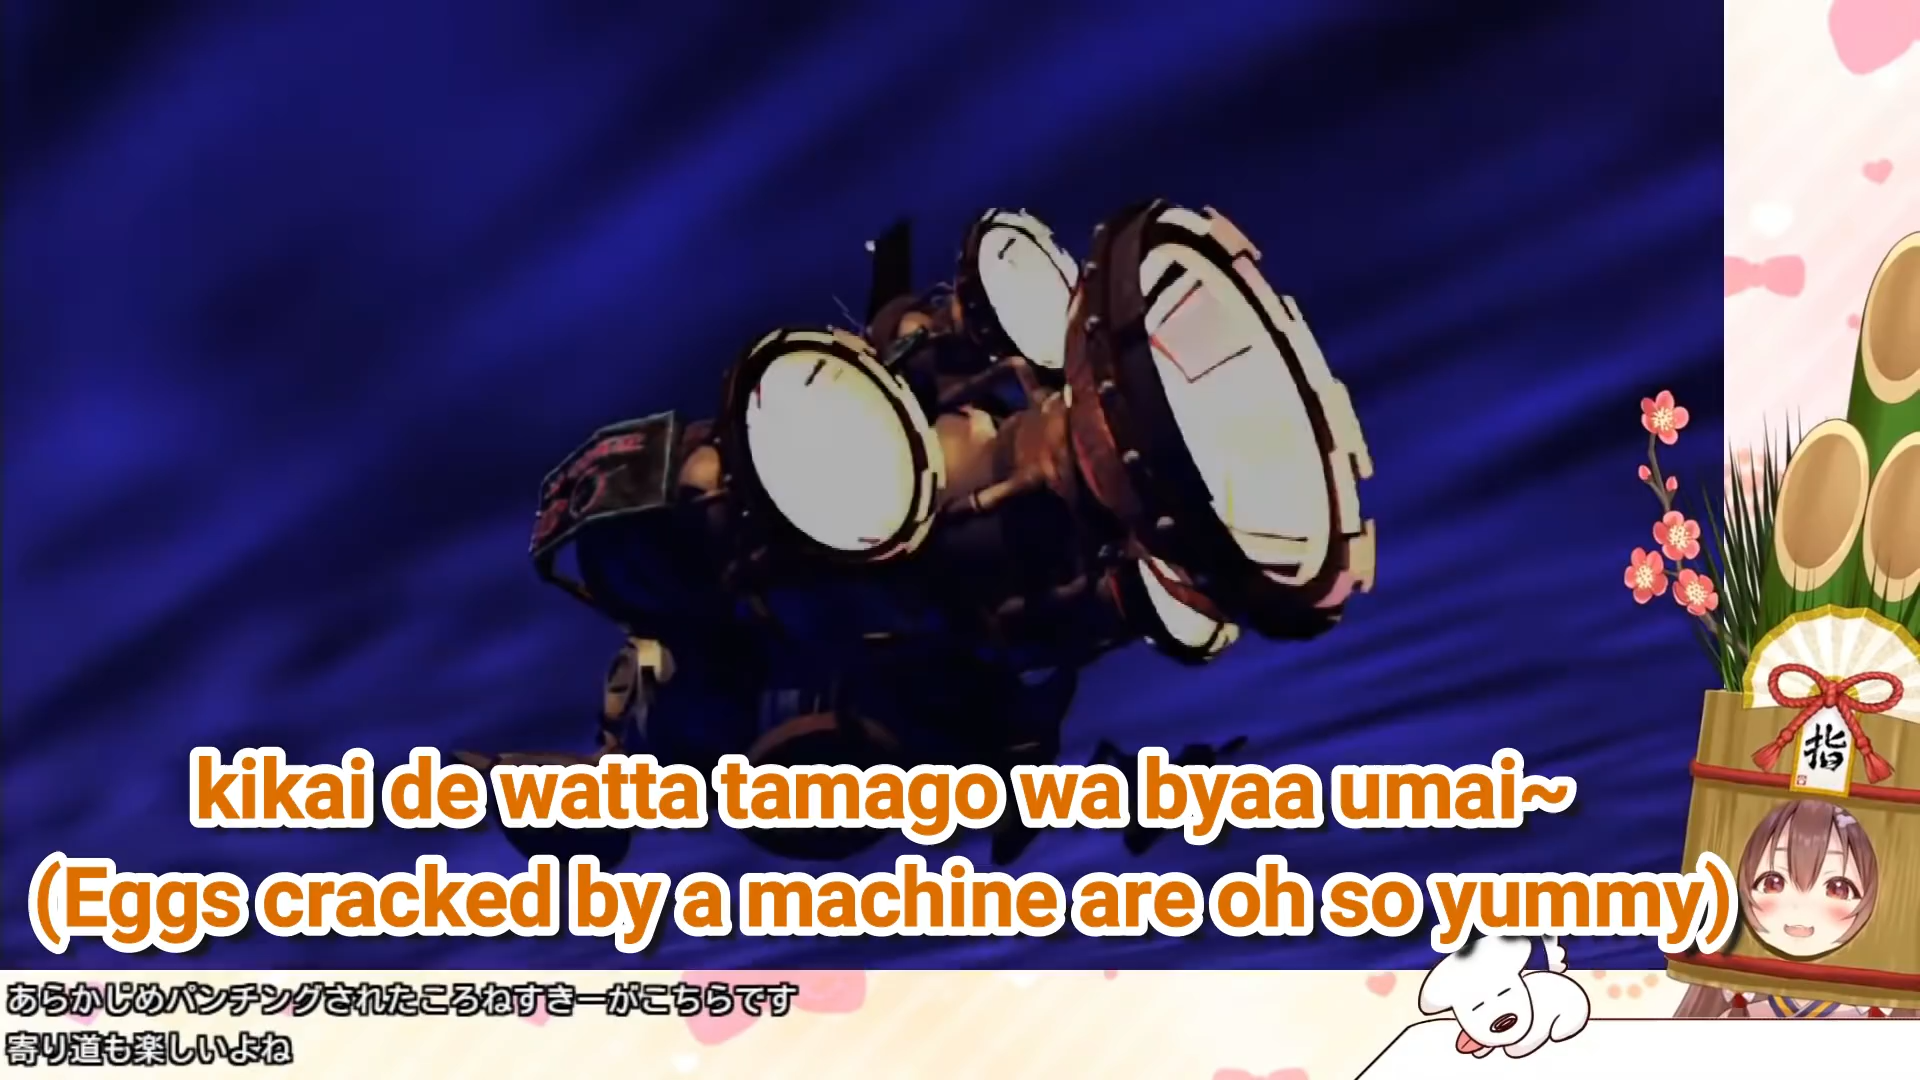 指
kikai de watta tamago wa byaa umai~
(Eggs cracked by a machine are oh so yummy)
あらかじめパンチングされたころねすきーがこちらです
寄り道も楽しいよね